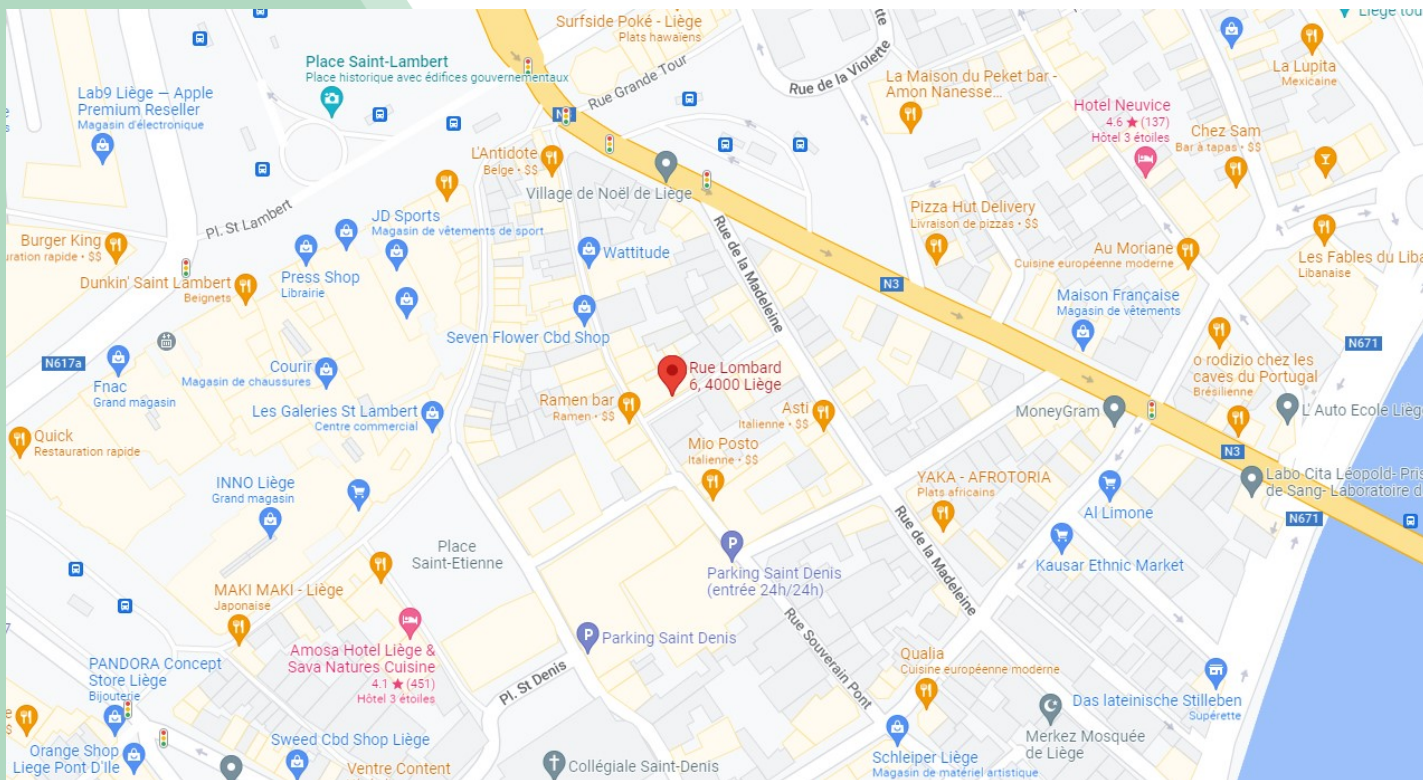 Surfside Poké - Liège
Plats hawaïens
Liège tou
Place Saint-Lambert
Place historique avec édifices gouvernementaux
Rue Grande Tour
Rue de la Violette
La Maison du Peket bar -
Amon Nanesse...
La Lupita
Mexicaine
Lab9 Liège — Apple
Premium Reseller
Magasin d'électronique
Hotel Neuvice
4.6 ★ (137)
Hôtel 3 étoiles
Chez Sam
Bar à tapas • $$
L'Antidote
Belge • $$
Village de Noël de Liège
Pl. St Lambert
JD Sports
Magasin de vêtements de sport
Rue de la Madeleine
Pizza Hut Delivery
Livraison de pizzas • $$
Burger King
uration rapide • $$
Wattitude
Au Moriane
Cuisine européenne moderne
Les Fables du Liba
Libanaise
Dunkin' Saint Lambert
Beignets
Press Shop
Librairie
N3
Maison Française
Magasin de vêtements
Seven Flower Cbd Shop
N671
N617a
Courir
Magasin de chaussures
Rue Lombard
6, 4000 Liège
o rodizio chez les
caves du Portugal
Brésilienne
Fnac
Grand magasin
Ramen bar
Ramen • $$
Asti
Italienne • $$
MoneyGram
L'Auto Ecole Liég
Les Galeries St Lambert
Centre commercial
Quick
Restauration rapide
Mio Posto
Italienne • $$
N3
INNO Liège
Grand magasin
YAKA - AFROTORIA
Plats africains
Labo Cita Léopold- Pris
de Sang- Laboratoire d
Al Limone
N671
Place
Saint-Etienne
Rue de la Madeleine
Parking Saint Denis
(entrée 24h/24h)
Kausar Ethnic Market
MAKI MAKI - Liège
Japonaise
Parking Saint Denis
Rue Souverain Pont
Amosa Hotel Liège &
Sava Natures Cuisine
4.1 ★ (451)
Hôtel 3 étoiles
Qualia
Cuisine européenne moderne
PANDORA Concept
Store Liège
Bijouterie
Pl. St Denis
Das lateinische Stilleben
Supérette
Merkez Mosquée
de Liège
Orange Shop
Liege Pont D'Ile
Sweed Cbd Shop Liège
Ventre Content
Collégiale Saint-Denis
Schleiper Liège
Magasin de matériel artistique